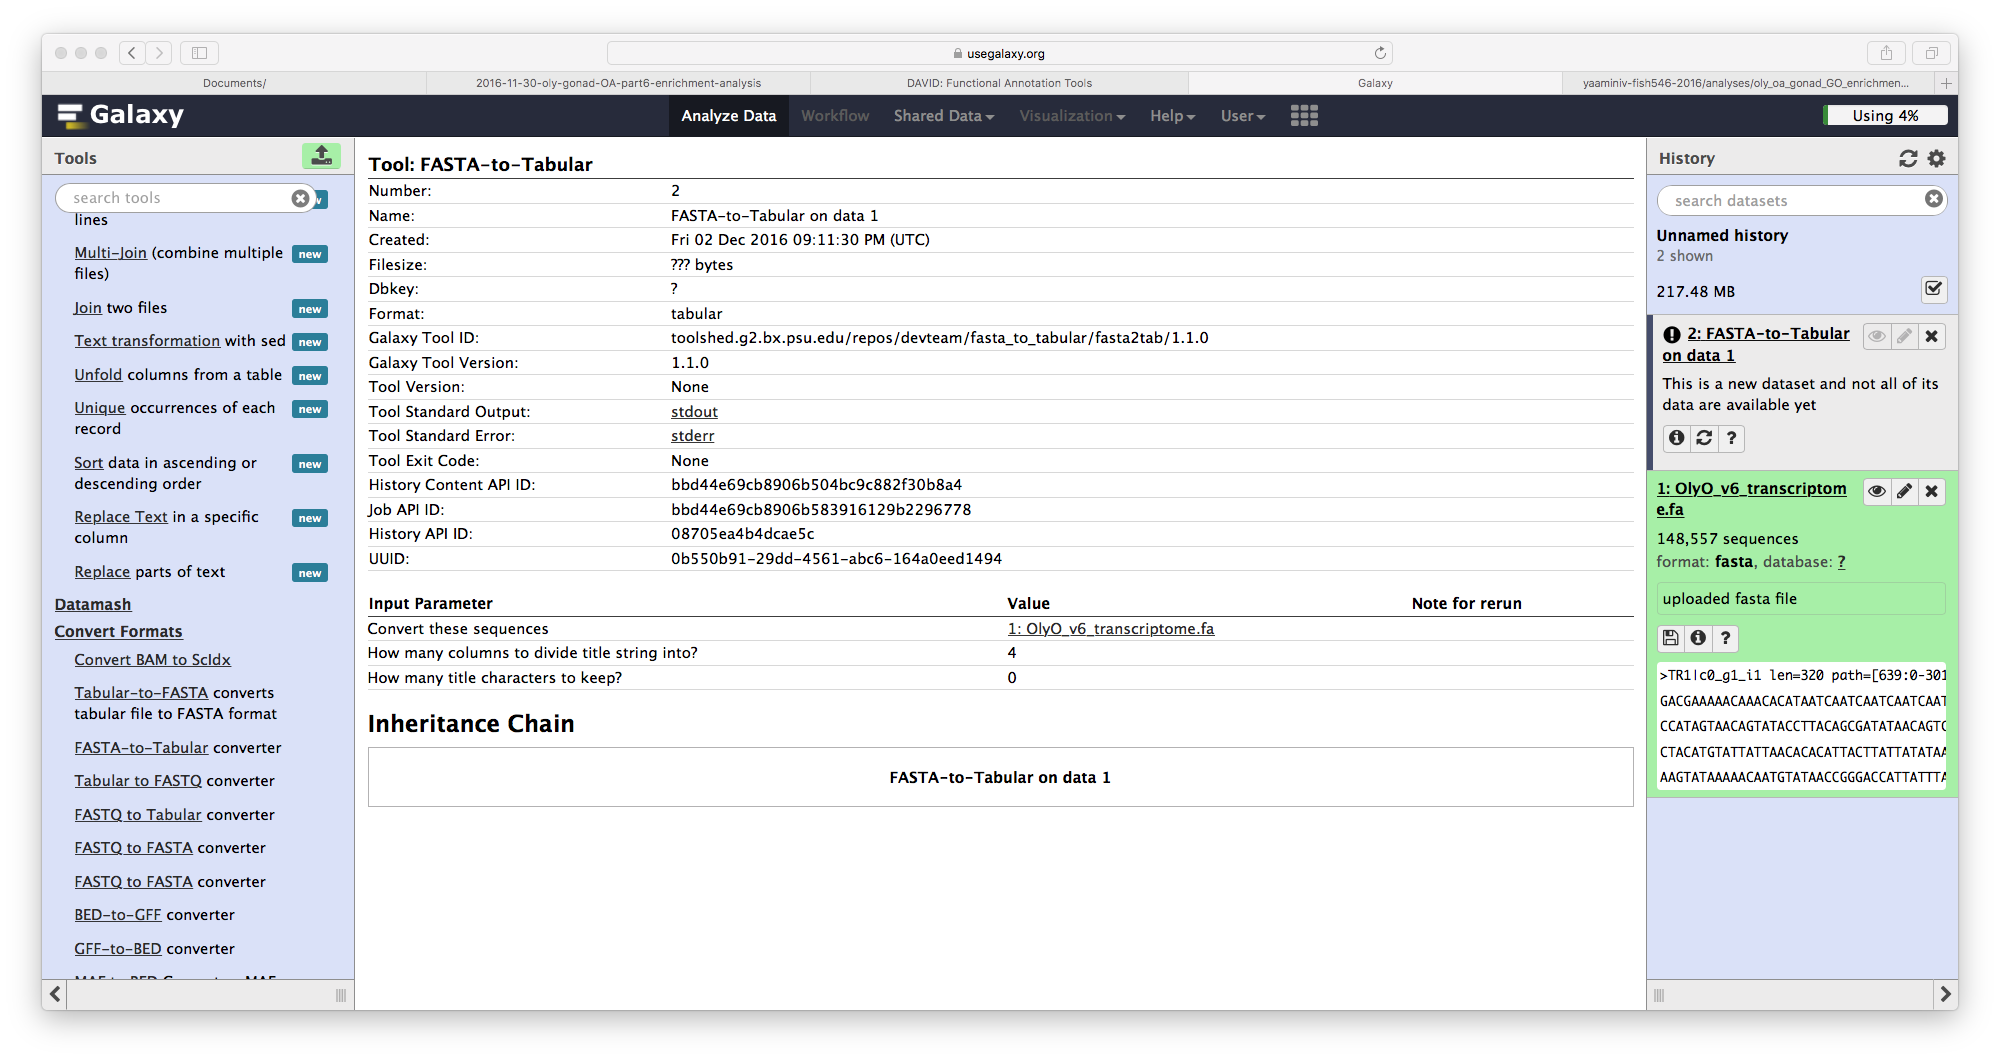 usegalaxy.org
Documents/
2016-11-30-oly-gonad-OA-part6-enrichment-analysis
DAVID: Functional Annotation Tools
Galaxy
yaaminiv-fish546-2016/analyses/oly_oa_gonad_GO_enrichmen...
Galaxy
Analyze Data
Workflow
Shared Data
Visualization
Help
User
Using 4%
Tools
search tools
lines
Multi-Join (combine multiple files) new
Join two files new
Text transformation with sed new
Unfold columns from a table new
Unique occurrences of each record new
Sort data in ascending or descending order new
Replace Text in a specific column new
Replace parts of text new
Datamash
Convert Formats
Convert BAM to ScIdx
Tabular-to-FASTA converts
tabular file to FASTA format
FASTA-to-Tabular converter
Tabular to FASTQ converter
FASTQ to Tabular converter
FASTQ to FASTA converter
FASTQ to FASTA converter
BED-to-GFF converter
GFF-to-BED converter
Tool: FASTA-to-Tabular
Number: 2
Name: FASTA-to-Tabular on data 1
Created: Fri 02 Dec 2016 09:11:30 PM (UTC)
Filesize: ??? bytes
Dbkey: ?
Format: tabular
Galaxy Tool ID: toolshed.g2.bx.psu.edu/repos/devteam/fasta_to_tabular/fasta2tab/1.1.0
Galaxy Tool Version: 1.1.0
Tool Version: None
Tool Standard Output: stdout
Tool Standard Error: stderr
Tool Exit Code: None
History Content API ID: bbd44e69cb8906b504bc9c882f30b8a4
Job API ID: bbd44e69cb8906b583916129b2296778
History API ID: 08705ea4b4dcae5c
UUID: 0b550b91-29dd-4561-abc6-164a0eed1494
Input Parameter Value Note for rerun
Convert these sequences 1: OlyO_v6_transcriptome.fa
How many columns to divide title string into? 4
How many title characters to keep? 0
Inheritance Chain
FASTA-to-Tabular on data 1
History
search datasets
Unnamed history
2 shown
217.48 MB
2: FASTA-to-Tabular
on data 1
This is a new dataset and not all of its
data are available yet
1: OlyO_v6_transcriptom
e.fa
148,557 sequences
format: fasta, database: ?
uploaded fasta file
>TR1|c0_g1_i1 len=320 path=[639:0-301
GACGAAAAACAAACACATAATCAATCAATCAATCAAT
CCATAGTAACAGTATACCTTACAGCGATATAACAGTC
CTACATGTATTATTAACACACATTACTTATTATATAA
AAGTATAAAAACAATGTATAACCGGGACCATTATTTA